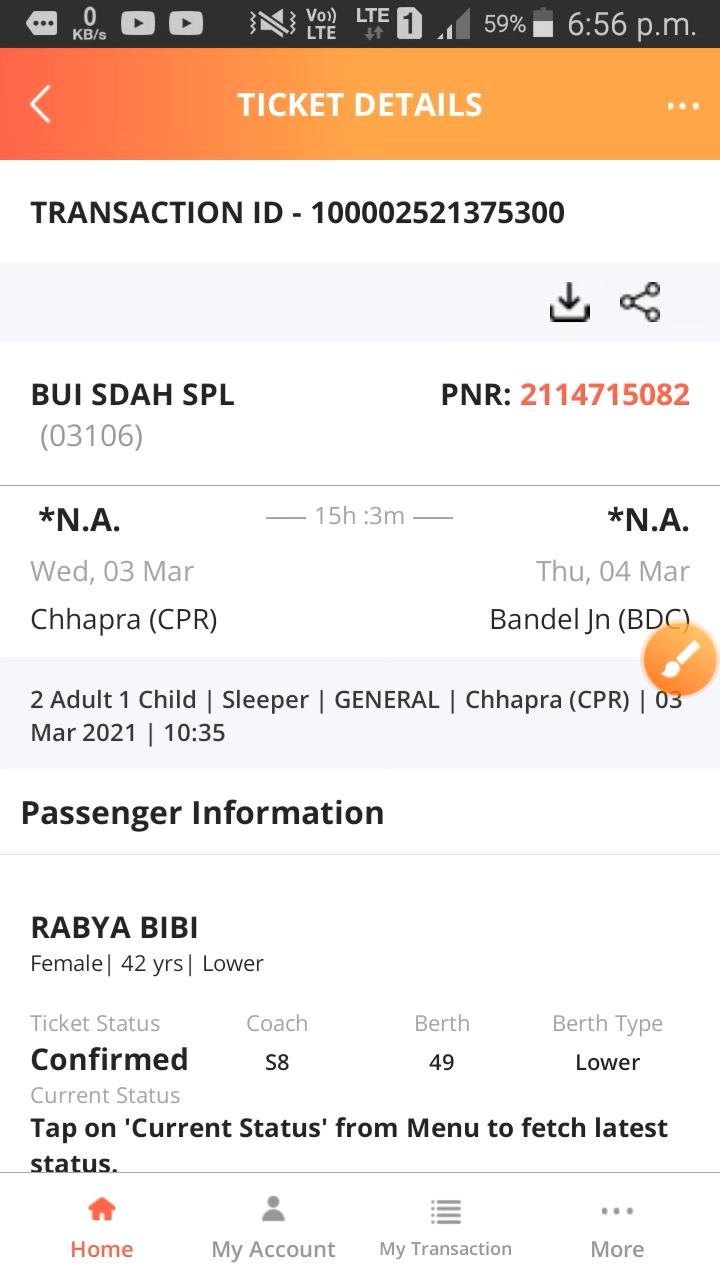 0
KB/s
Vo))
LTE
LTE
1
59%
6:56 p.m.
TICKET DETAILS
TRANSACTION ID - 100002521375300
BUI SDAH SPL
PNR: 2114715082
(03106)
*N.A.
15h :3m
*N.A.
Wed, 03 Mar
Thu, 04 Mar
Chhapra (CPR)
Bandel Jn (BDC)
2 Adult 1 Child | Sleeper | GENERAL | Chhapra (CPR) | 03
Mar 2021 | 10:35
Passenger Information
RABYA BIBI
Female| 42 yrs| Lower
Ticket Status
Coach
Berth
Berth Type
Confirmed
S8
49
Lower
Current Status
Tap on 'Current Status' from Menu to fetch latest
status.
Home
My Account
My Transaction
More